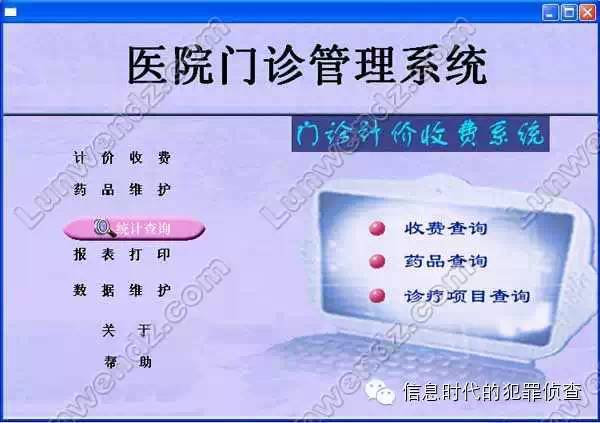 医院门诊管理系统
门诊计价收费系统
计价收费
药品维护
统计查询
报表打印
数据维护
关于
帮助
收费查询
药品查询
诊疗项目查询
信息时代的犯罪侦查
Lunwendz.com
Lunwendz.com
Lunwendz.com
Lunwendz.com
Lunwendz.com